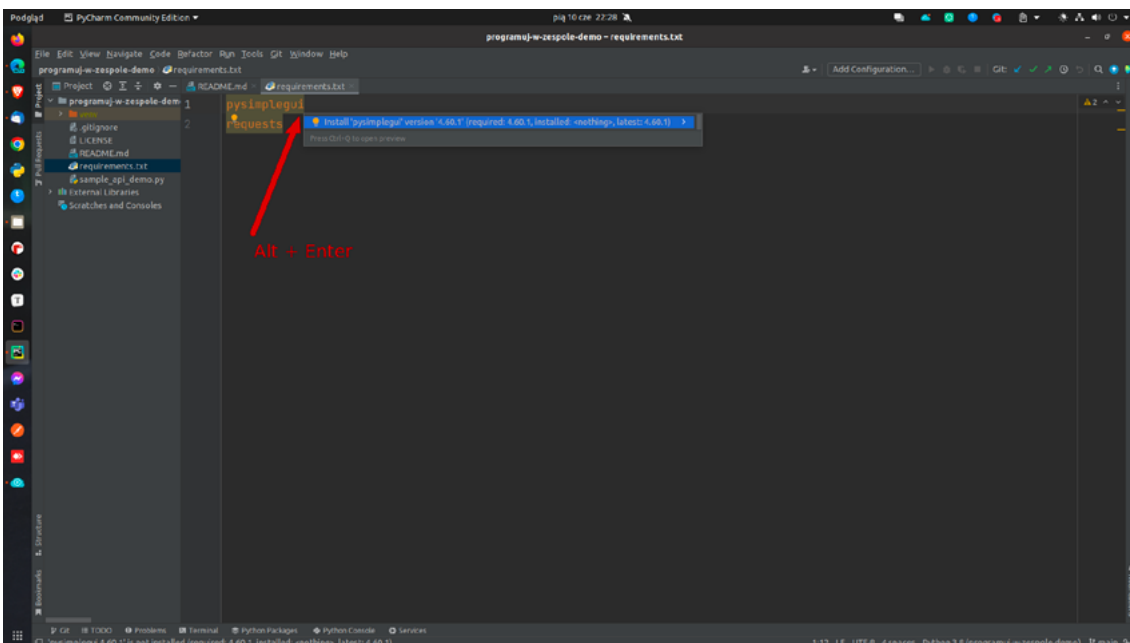 Podgląd PyCharm Community Edition pią 10 cze 22:28
programuj-w-zespole-demo – requirements.txt
File Edit View Navigate Code Refactor Run Tools Git Window Help
programuj-w-zespole-demo requirements.txt Add Configuration... Git:
Project README.md requirements.txt
programuj-w-zespole-dem 1 pysimplegui 2
venv
.gitignore 2 requests Install 'pysimplegui' version '4.60.1' (required: 4.60.1, installed: <nothing>, latest: 4.60.1)
LICENSE Press Ctrl+Q to open preview
README.md
requirements.txt
sample_api_demo.py
External Libraries
Scratches and Consoles
Alt + Enter
Project
Pull Requests
Structure
Bookmarks
Git TODO Problems Terminal Python Packages Python Console Services